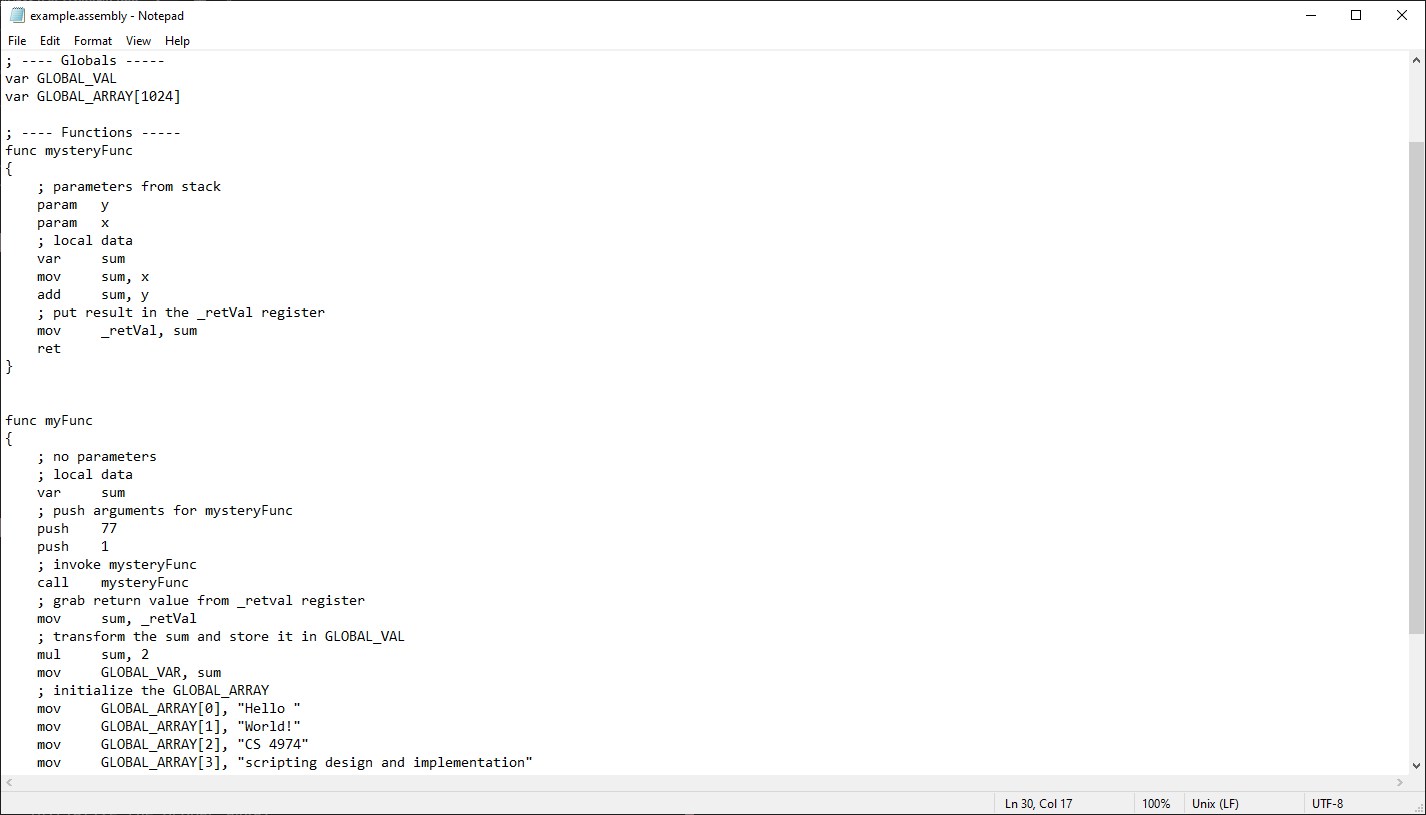 example.assembly - Notepad
File Edit Format View Help
; ---- Globals -----
var GLOBAL_VAL
var GLOBAL_ARRAY[1024]

; ---- Functions -----
func mysteryFunc
{
    ; parameters from stack
    param   y
    param   x
    ; local data
    var     sum
    mov     sum, x
    add     sum, y
    ; put result in the _retVal register
    mov     _retVal, sum
    ret
}


func myFunc
{
    ; no parameters
    ; local data
    var     sum
    ; push arguments for mysteryFunc
    push    77
    push    1
    ; invoke mysteryFunc
    call    mysteryFunc
    ; grab return value from _retval register
    mov     sum, _retVal
    ; transform the sum and store it in GLOBAL_VAL
    mul     sum, 2
    mov     GLOBAL_VAR, sum
    ; initialize the GLOBAL_ARRAY
    mov     GLOBAL_ARRAY[0], "Hello "
    mov     GLOBAL_ARRAY[1], "World!"
    mov     GLOBAL_ARRAY[2], "CS 4974"
    mov     GLOBAL_ARRAY[3], "scripting design and implementation"
Ln 30, Col 17 100% Unix (LF) UTF-8